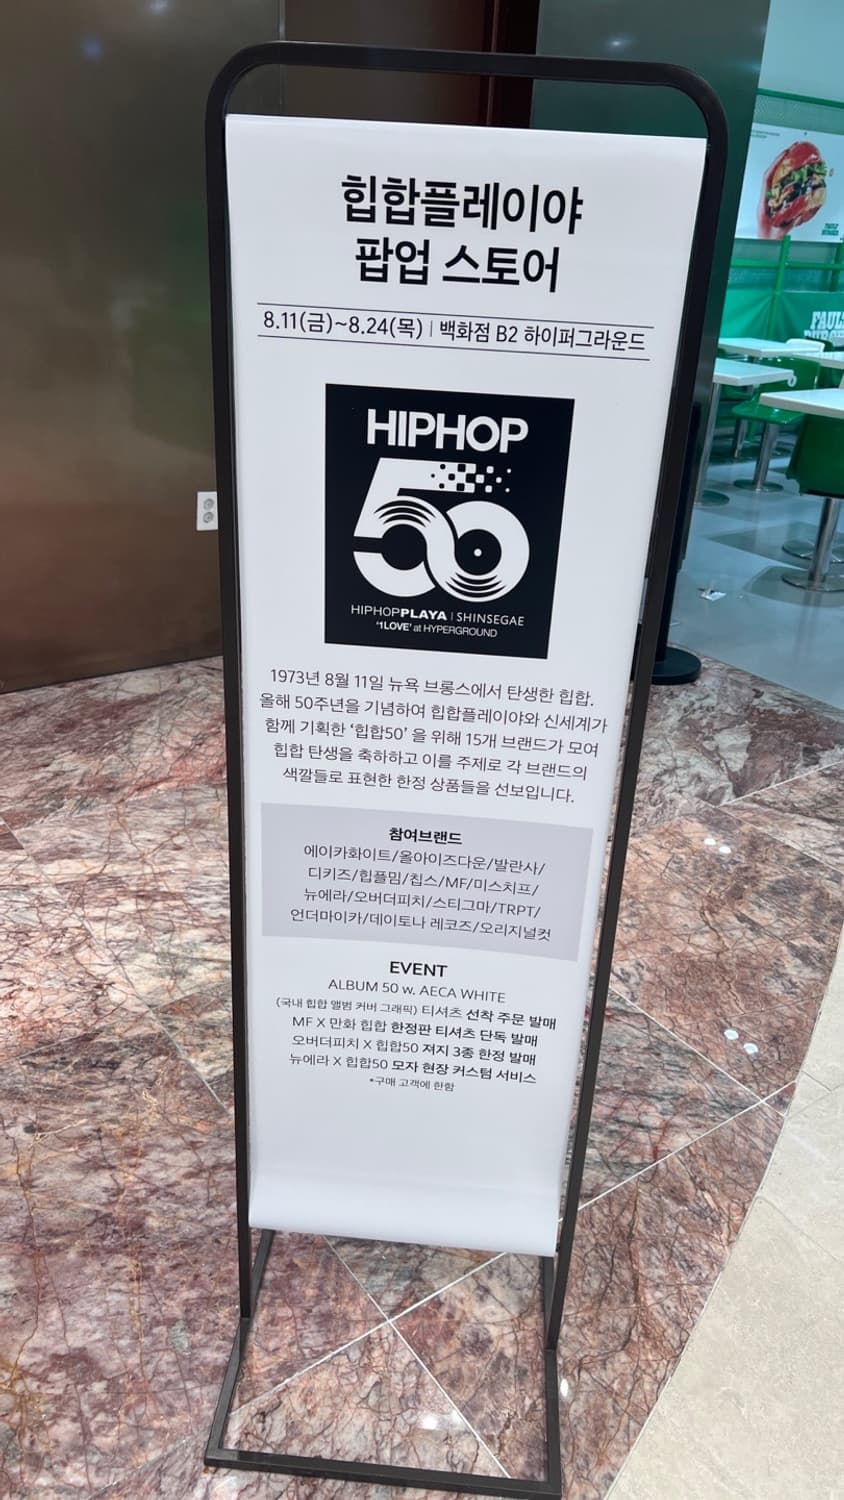 힙합플레이야
팝업 스토어
8.11(금)~8.24(목) | 백화점 B2 하이퍼그라운드
HIPHOP
50
HIPHOPPLAYA | SHINSEGAE
'1LOVE' at HYPERGROUND
1973년 8월 11일 뉴욕 브롱스에서 탄생한 힙합.
올해 50주년을 기념하여 힙합플레이야와 신세계가
함께 기획한 '힙합50' 을 위해 15개 브랜드가 모여
힙합 탄생을 축하하고 이를 주제로 각 브랜드의
색깔들로 표현한 한정 상품들을 선보입니다.
참여브랜드
에이카화이트/올아이즈다운/발란사/
디키즈/힙플밈/칩스/MF/미스치프/
뉴에라/오버더피치/스티그마/TRPT/
언더마이카/데이토나 레코즈/오리지널컷
EVENT
ALBUM 50 w. AECA WHITE
(국내 힙합 앨범 커버 그래픽) 티셔츠 선착 주문 발매
MF X 만화 힙합 한정판 티셔츠 단독 발매
오버더피치 X 힙합50 져지 3종 한정 발매
뉴에라 X 힙합50 모자 현장 커스텀 서비스
*구매 고객에 한함